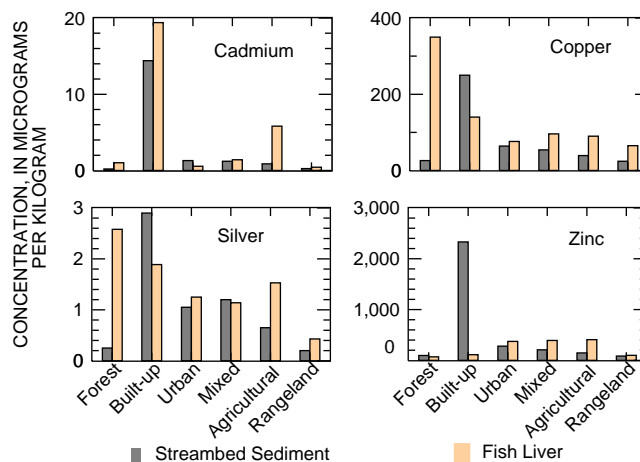 CONCENTRATION, IN MICROGRAMS
PER KILOGRAM
20
10
0
Cadmium
400
200
0
Copper
3
2
1
0
Silver
3,000
2,000
1,000
0
Zinc
Forest
Built-up
Urban
Mixed
Agricultural
Rangeland
Forest
Built-up
Urban
Mixed
Agricultural
Rangeland
Streambed Sediment
Fish Liver